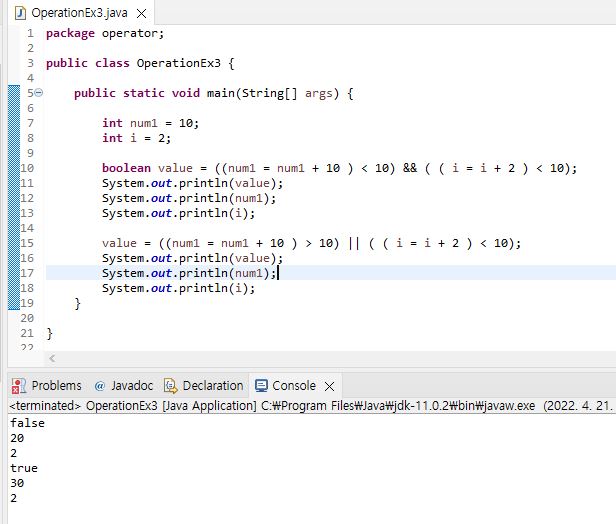 OperationEx3.java
1 package operator;
2
3 public class OperationEx3 {
4
5 public static void main(String[] args) {
6
7 int num1 = 10;
8 int i = 2;
9
10 boolean value = ((num1 = num1 + 10 ) < 10) && ( ( i = i + 2 ) < 10);
11 System.out.println(value);
12 System.out.println(num1);
13 System.out.println(i);
14
15 value = ((num1 = num1 + 10 ) > 10) || ( ( i = i + 2 ) < 10);
16 System.out.println(value);
17 System.out.println(num1);
18 System.out.println(i);
19 }
20
21 }
22
Problems @ Javadoc Declaration Console
<terminated> OperationEx3 [Java Application] C:₩Program Files₩Java₩jdk-11.0.2₩bin₩javaw.exe (2022. 4. 21.
false
20
2
true
30
2